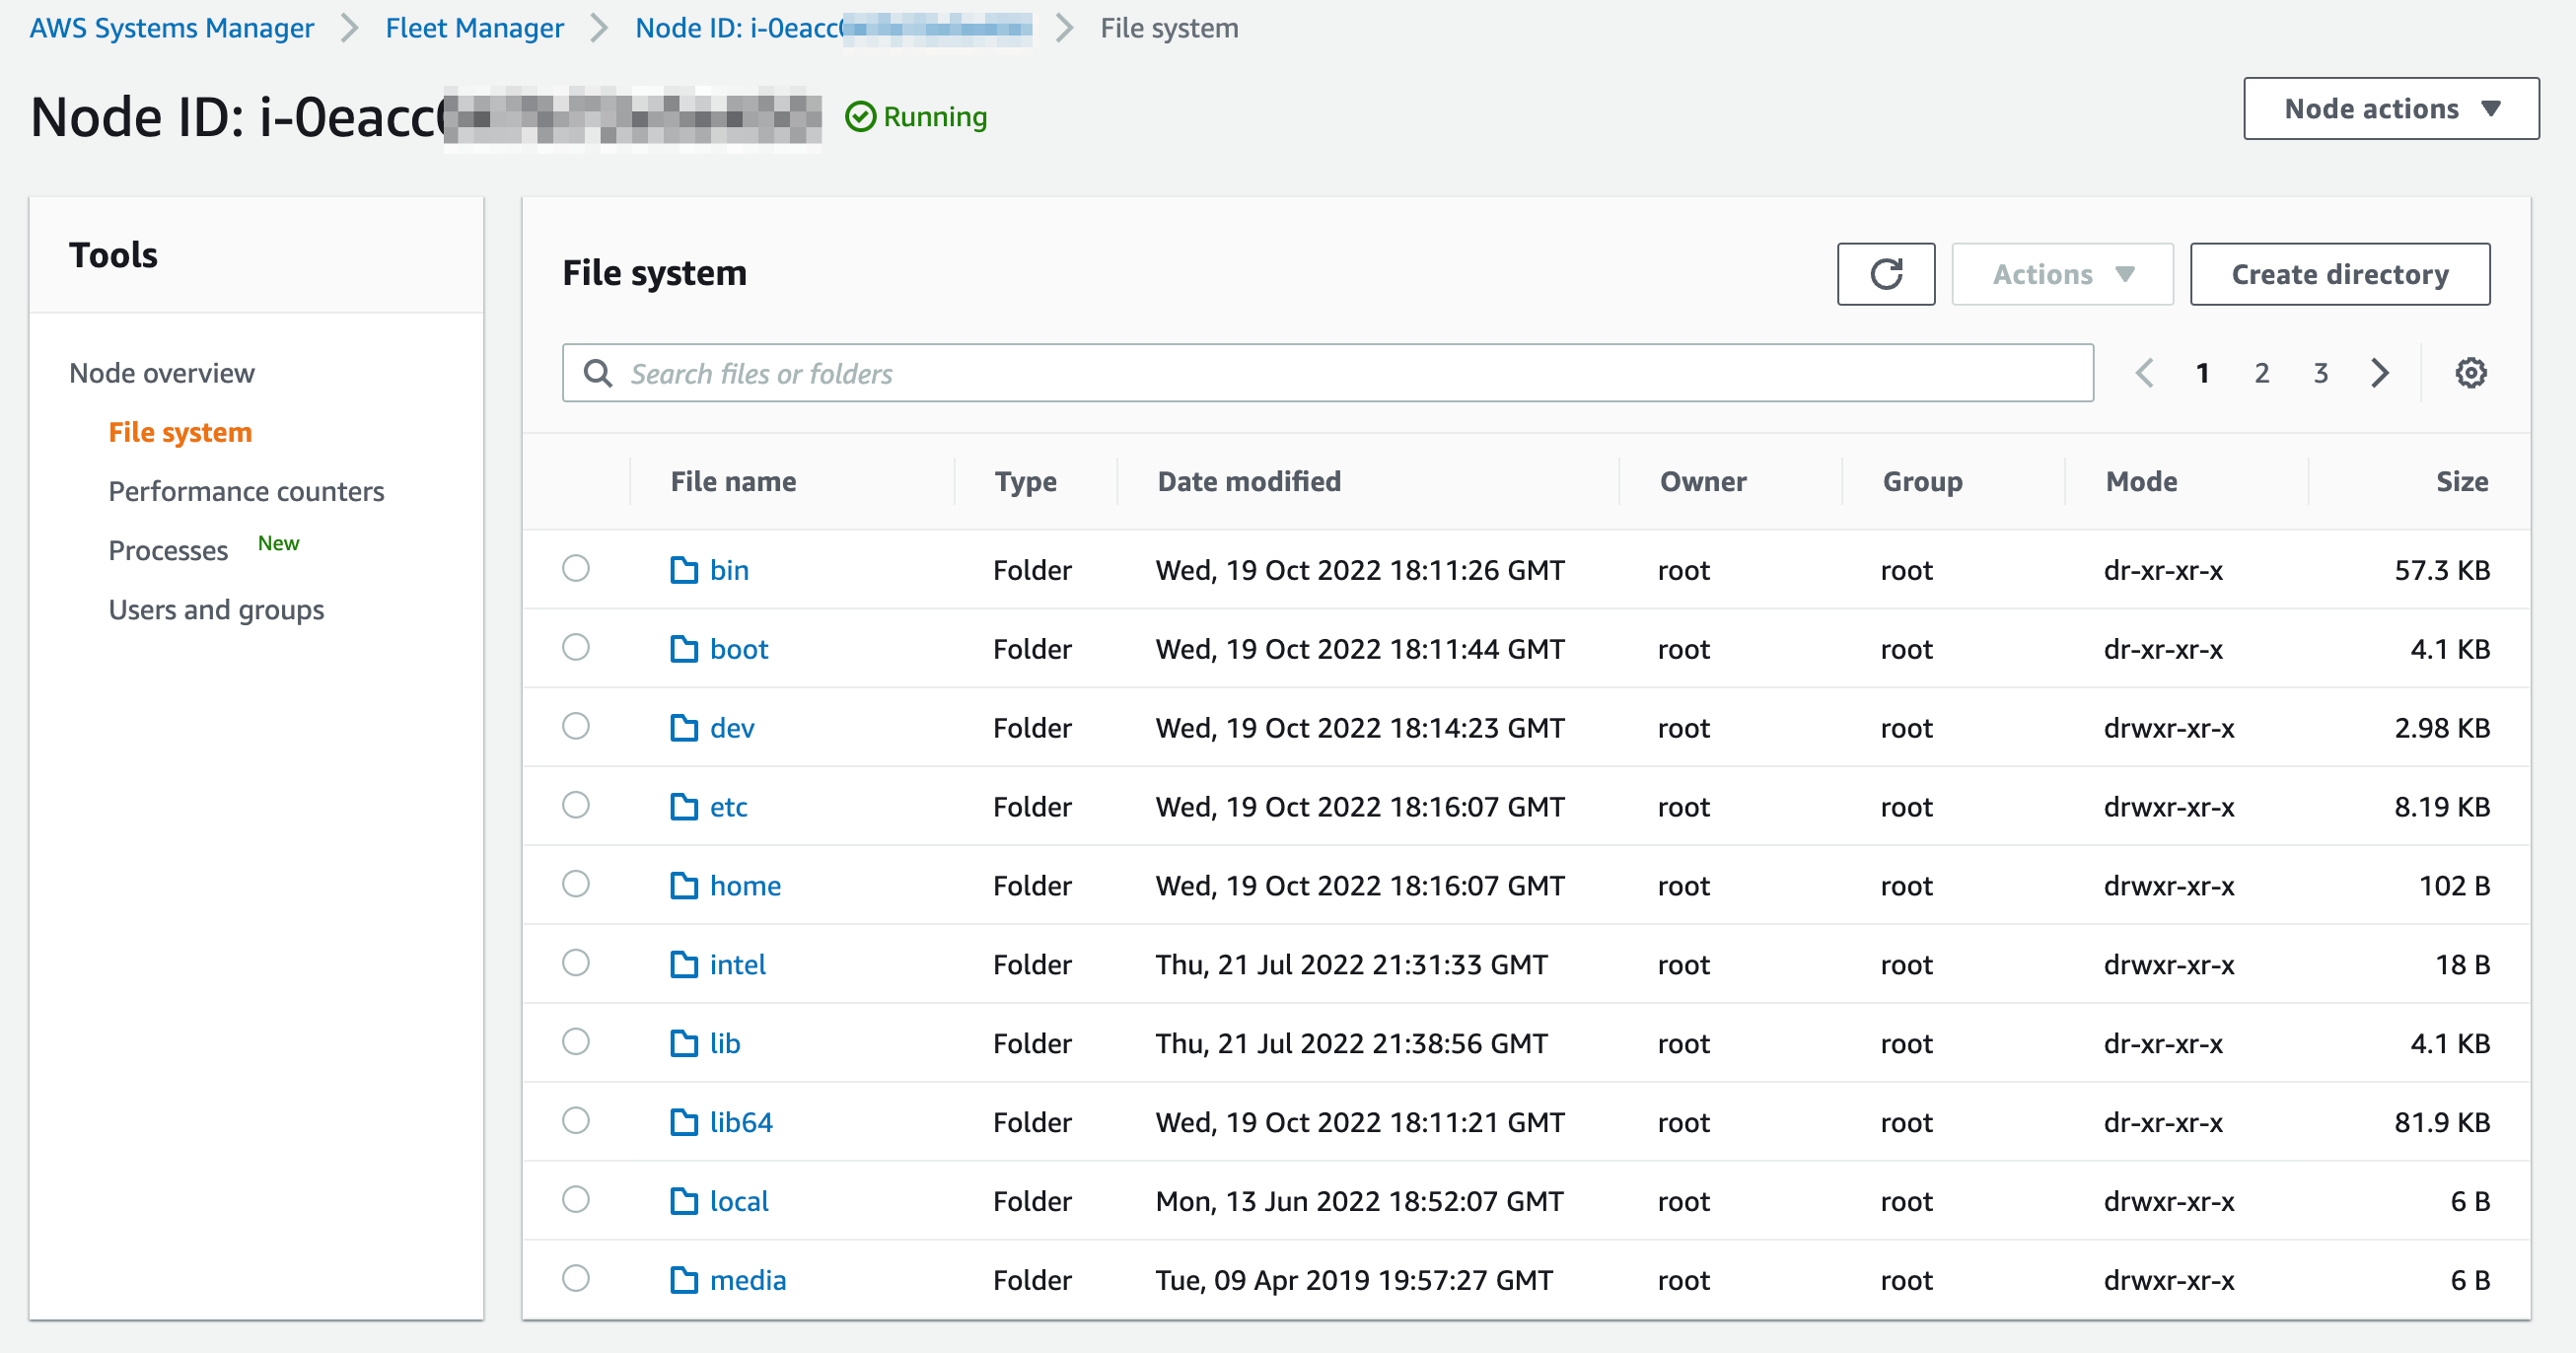 AWS Systems Manager > Fleet Manager > Node ID: > File system
Node ID: Running
Node actions
Tools
Node overview
File system
Performance counters
Processes New
Users and groups
File system
Actions
Create directory
Search files or folders
1 2 3
File name Type Date modified Owner Group Mode Size
bin Folder Wed, 19 Oct 2022 18:11:26 GMT root root dr-xr-xr-x 57.3 KB
boot Folder Wed, 19 Oct 2022 18:11:44 GMT root root dr-xr-xr-x 4.1 KB
dev Folder Wed, 19 Oct 2022 18:14:23 GMT root root drwxr-xr-x 2.98 KB
etc Folder Wed, 19 Oct 2022 18:16:07 GMT root root drwxr-xr-x 8.19 KB
home Folder Wed, 19 Oct 2022 18:16:07 GMT root root drwxr-xr-x 102 B
intel Folder Thu, 21 Jul 2022 21:31:33 GMT root root drwxr-xr-x 18 B
lib Folder Thu, 21 Jul 2022 21:38:56 GMT root root dr-xr-xr-x 4.1 KB
lib64 Folder Wed, 19 Oct 2022 18:11:21 GMT root root dr-xr-xr-x 81.9 KB
local Folder Mon, 13 Jun 2022 18:52:07 GMT root root drwxr-xr-x 6 B
media Folder Tue, 09 Apr 2019 19:57:27 GMT root root drwxr-xr-x 6 B